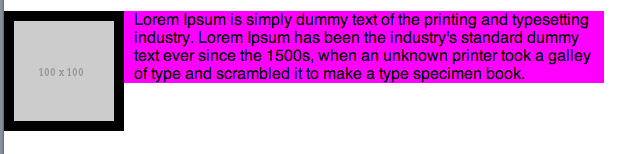 Lorem Ipsum is simply dummy text of the printing and typesetting
industry. Lorem Ipsum has been the industry's standard dummy
text ever since the 1500s, when an unknown printer took a galley
of type and scrambled it to make a type specimen book.
100 x 100